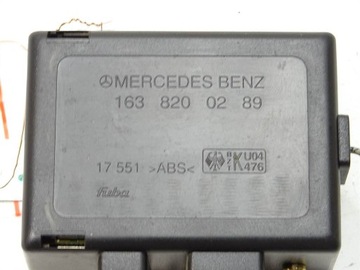 MERCEDES BENZ
163 820 02 89
17 551 >ABS<
U04
476
Fuba